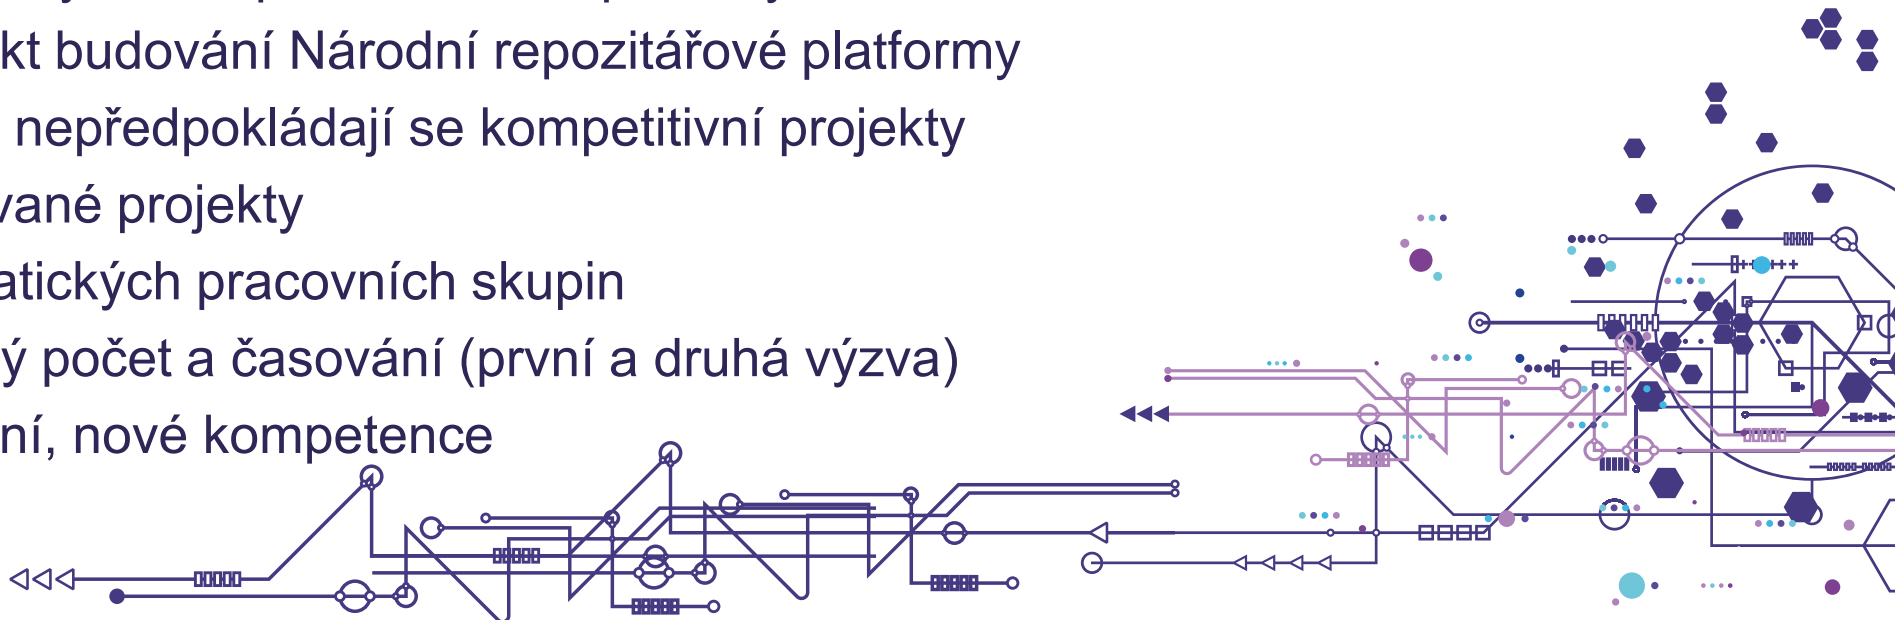 kt budování Národní repozitářové platformy
nepředpokládají se kompetitivní projekty
vané projekty
atických pracovních skupin
ý počet a časování (první a druhá výzva)
ní, nové kompetence